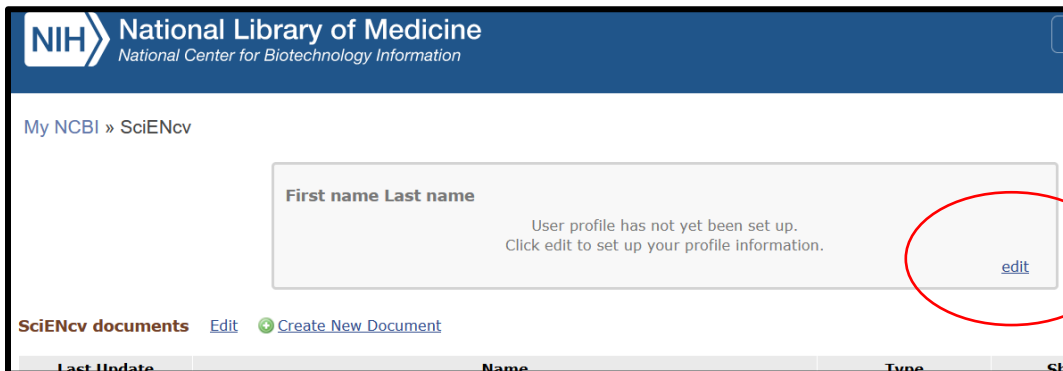 NIH National Library of Medicine
National Center for Biotechnology Information
My NCBI » SciENcv
First name Last name
User profile has not yet been set up.
Click edit to set up your profile information.
edit
SciENcv documents Edit Create New Document
Last Update Name Type Sh